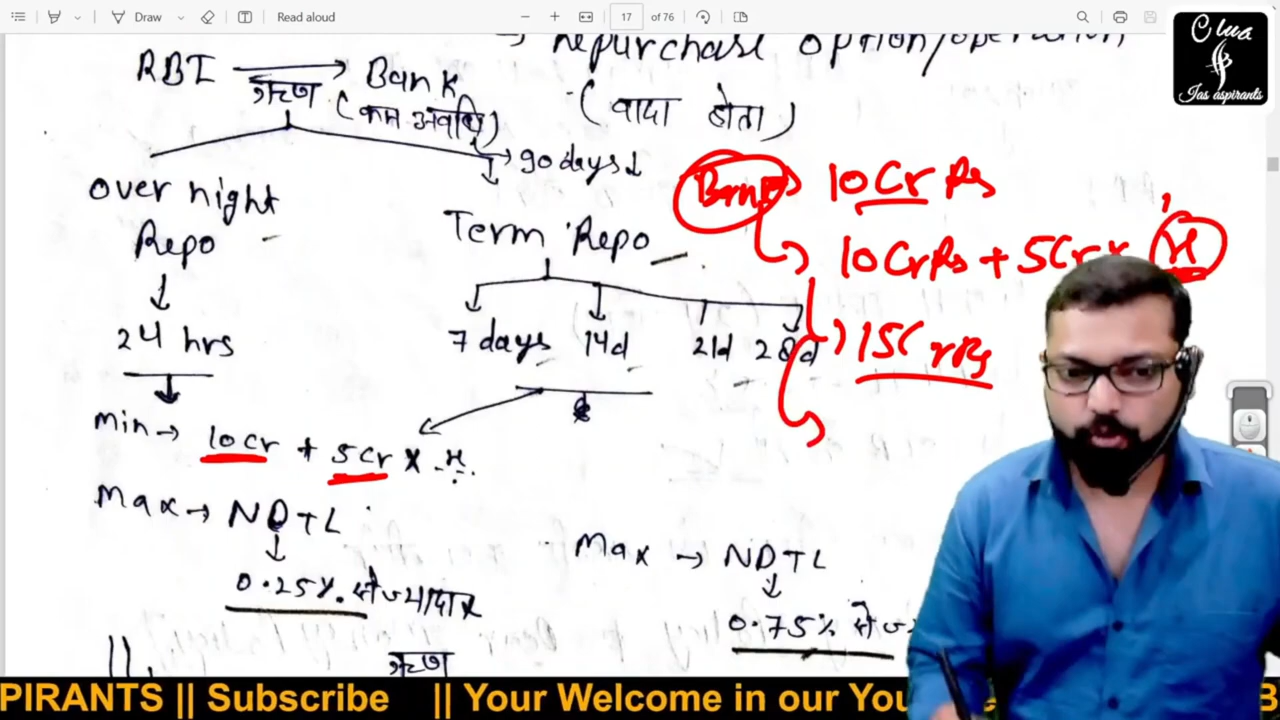 Draw
Read aloud
17 of 76
Clua
Ias aspirants
Repurchase option/operation
RBI → Bank
ऋण
(कम अवधि)
(वादा होता)
90 days↓
Over night
Repo
Term Repo
Bank → 10Cr Rs
10Cr Rs + 5Cr x
15Cr Rs
24 hrs
7 days 14d 21d 28d
min → 10Cr + 5Cr x
Max → NDTL
0.25%
Max → NDTL
0.75%
ऋण
PIRANTS || Subscribe || Your Welcome in our You